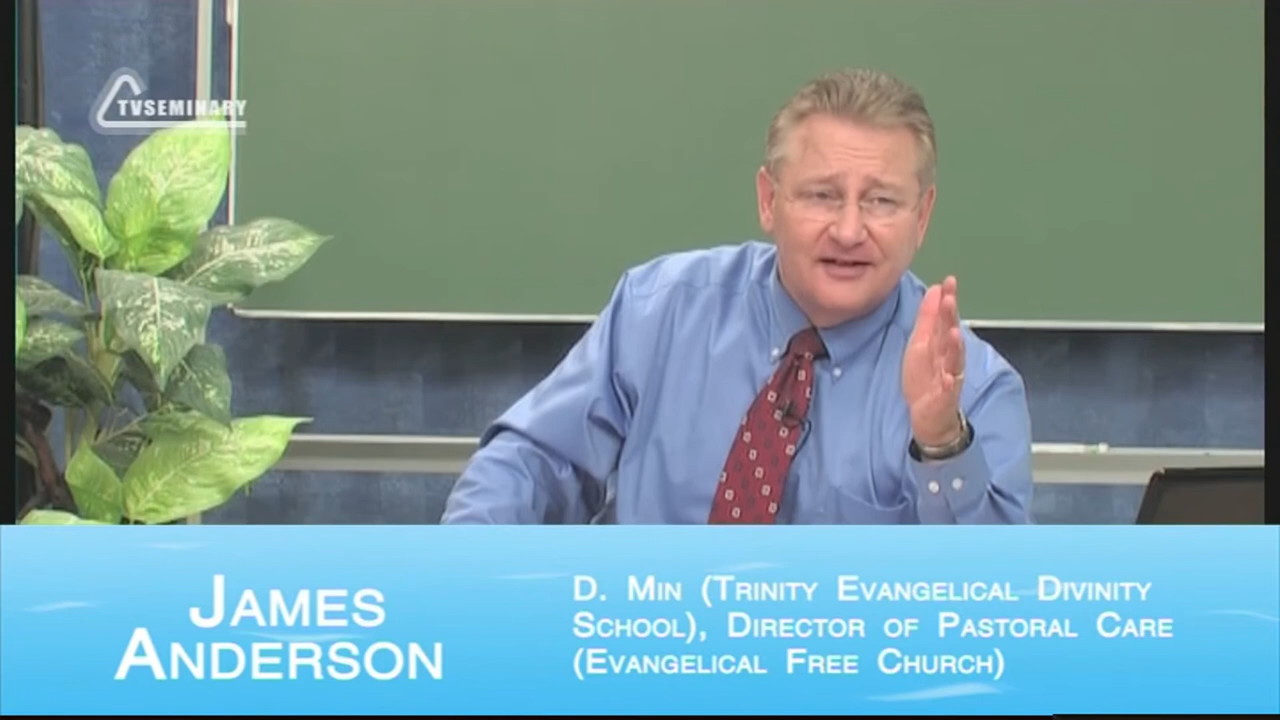 TVSEMINARY
JAMES
ANDERSON
D. MIN (TRINITY EVANGELICAL DIVINITY
SCHOOL), DIRECTOR OF PASTORAL CARE
(EVANGELICAL FREE CHURCH)